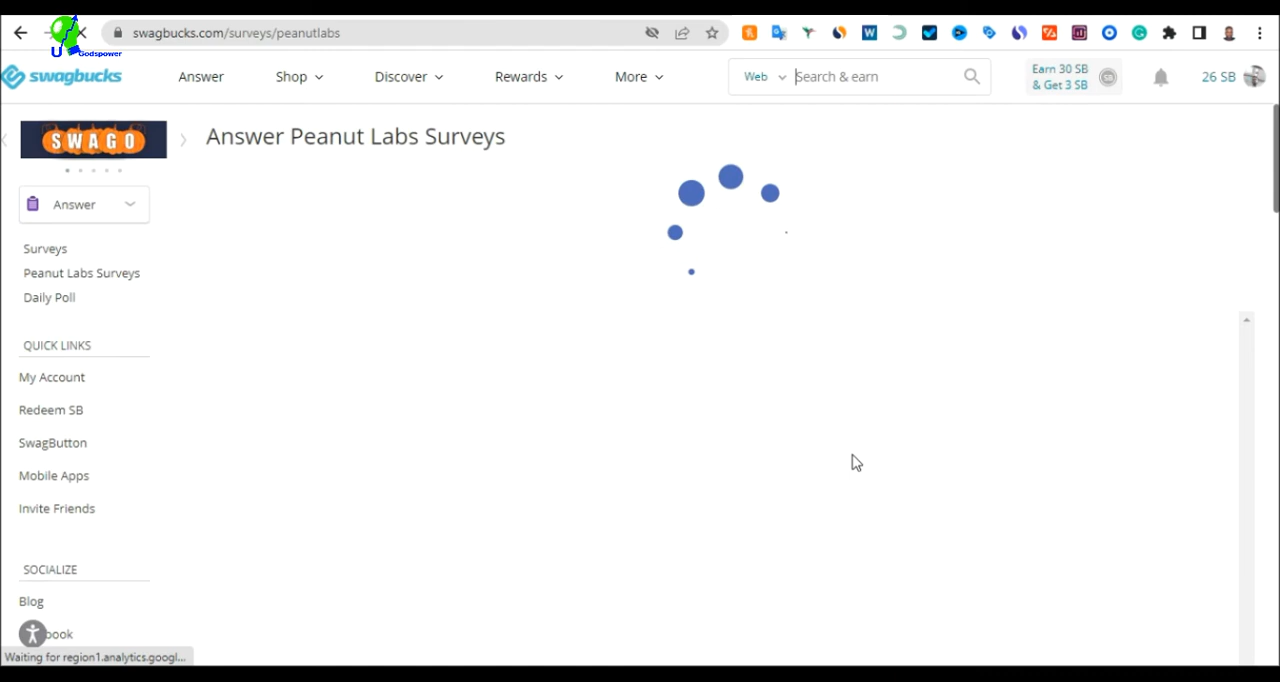 swagbucks.com/surveys/peanutlabs
U Godspower
swagbucks
Answer
Shop
Discover
Rewards
More
Web
Search & earn
Earn 30 SB
& Get 3 SB
26 SB
SWAGO
Answer Peanut Labs Surveys
Answer
Surveys
Peanut Labs Surveys
Daily Poll
QUICK LINKS
My Account
Redeem SB
SwagButton
Mobile Apps
Invite Friends
SOCIALIZE
Blog
book
Waiting for region1.analytics.googl...